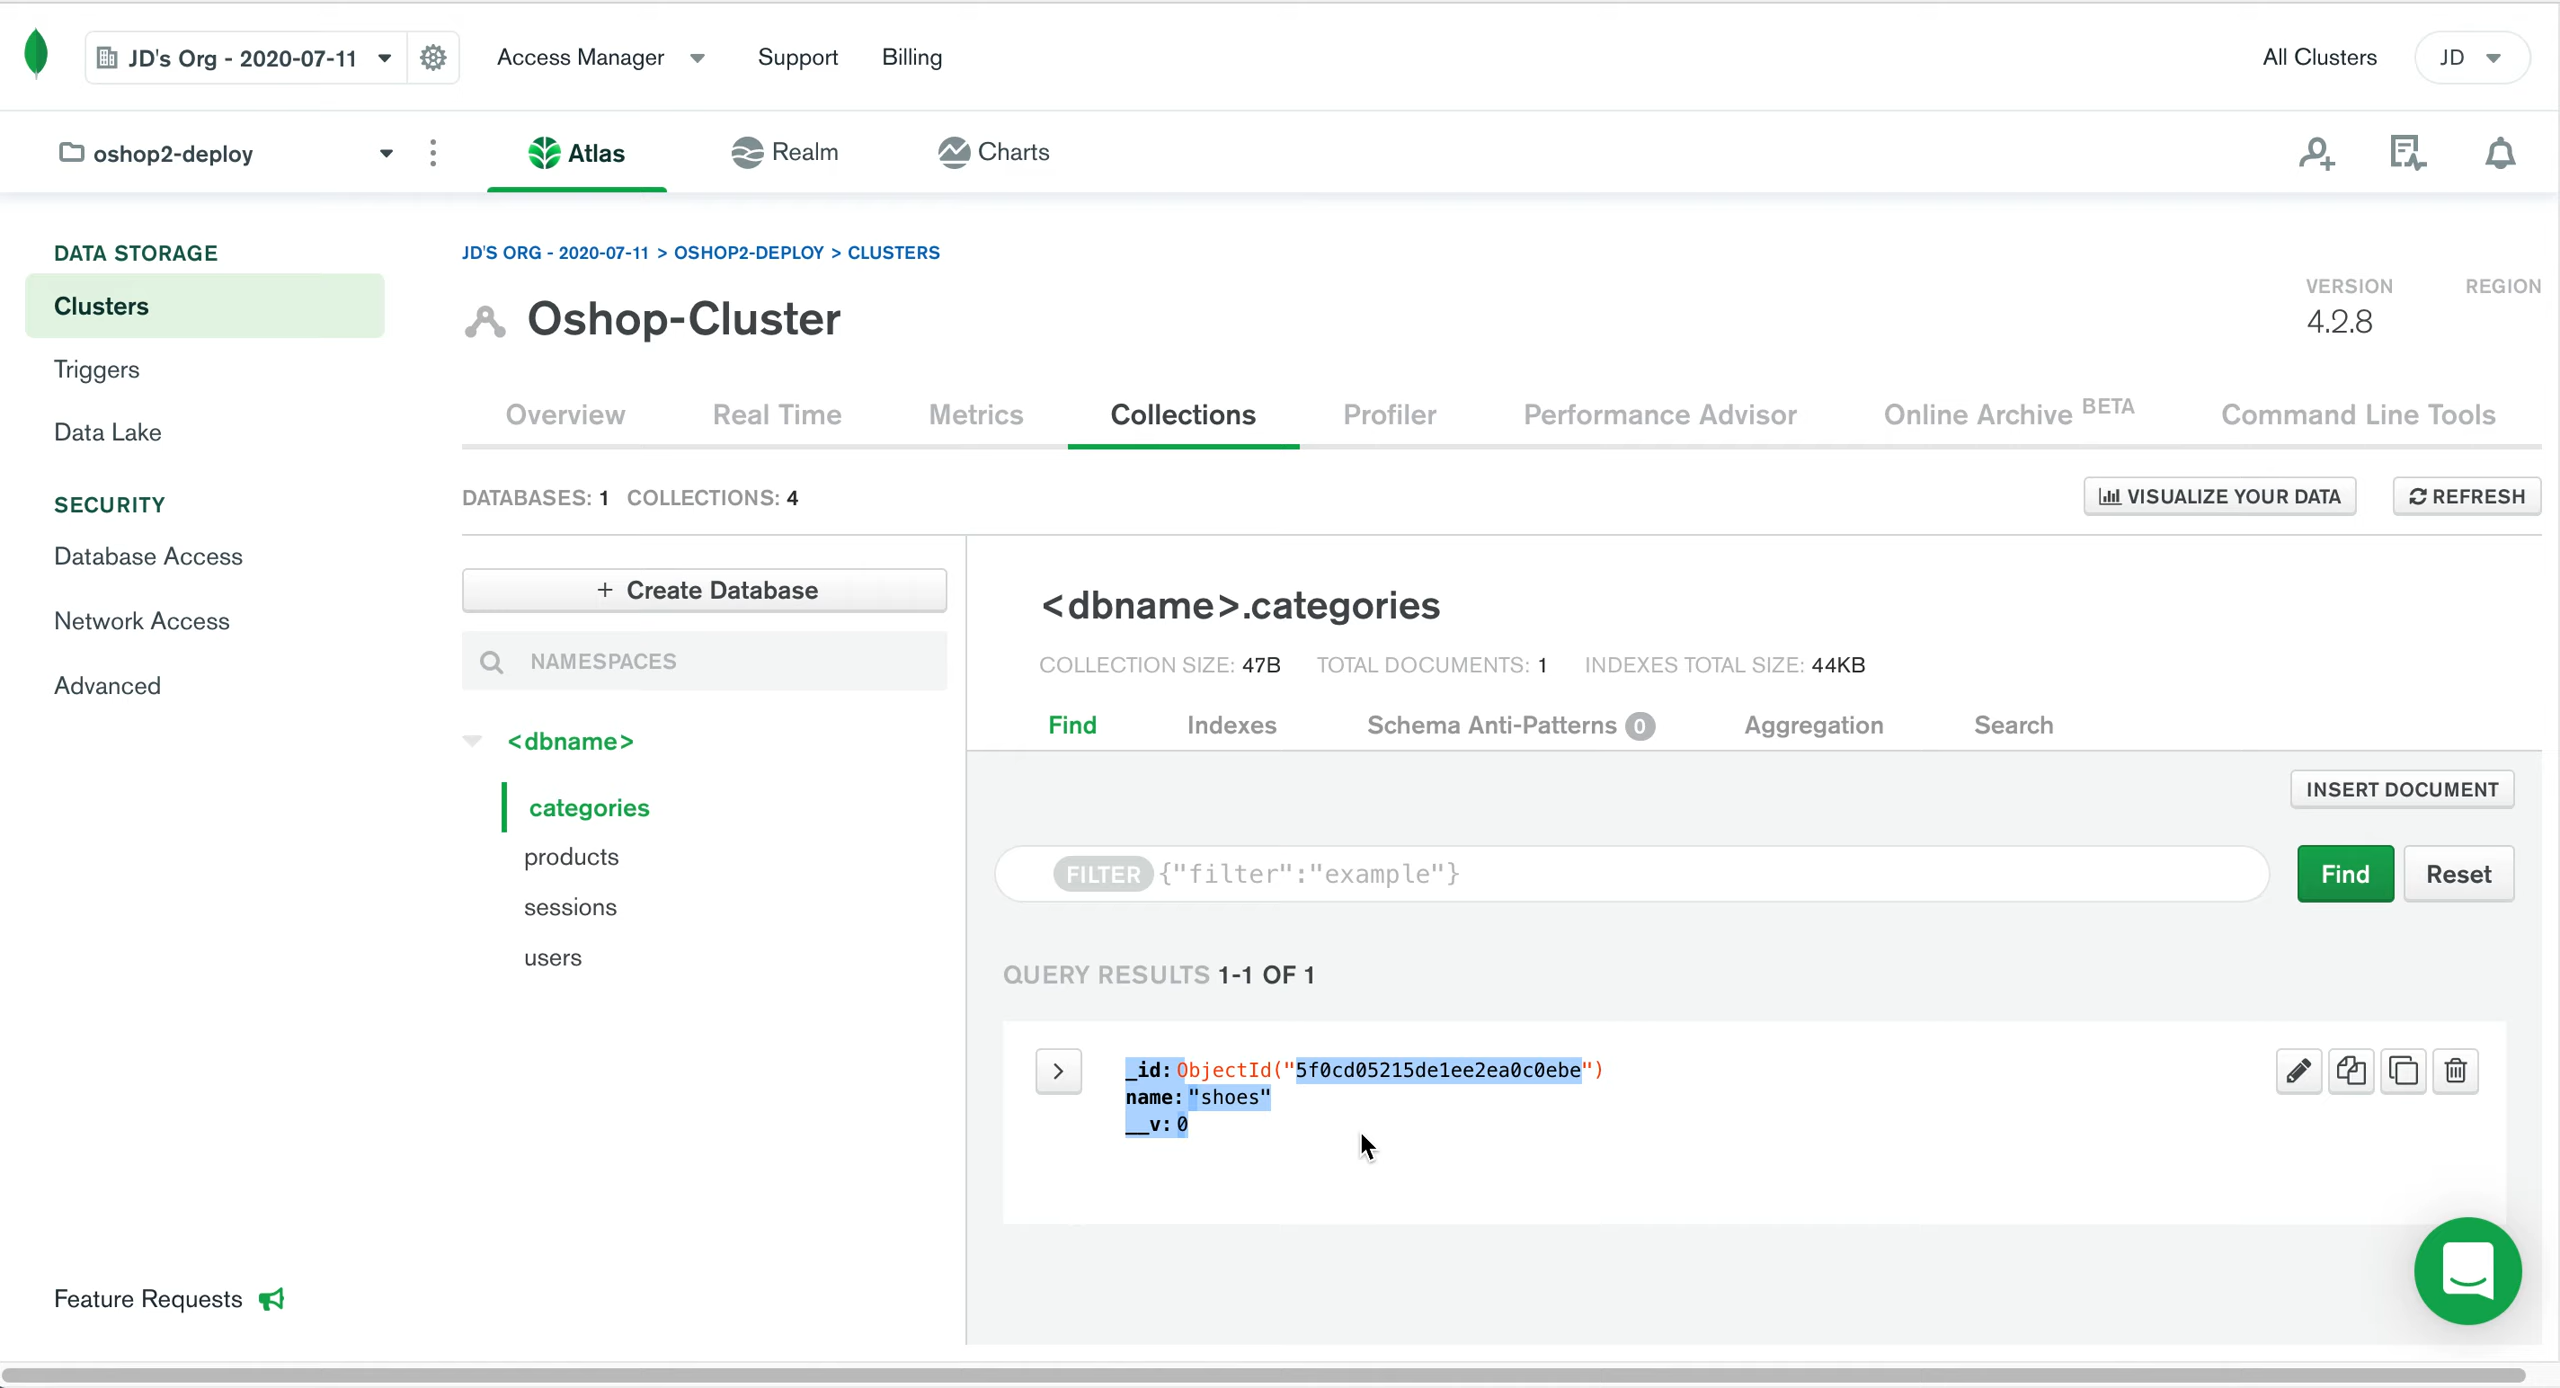 JD's Org - 2020-07-11 Access Manager Support Billing All Clusters JD
oshop2-deploy Atlas Realm Charts
DATA STORAGE
Clusters
Triggers
Data Lake
SECURITY
Database Access
Network Access
Advanced
Feature Requests
JD'S ORG - 2020-07-11 > OSHOP2-DEPLOY > CLUSTERS
Oshop-Cluster
VERSION REGION
4.2.8
Overview Real Time Metrics Collections Profiler Performance Advisor Online Archive BETA Command Line Tools
DATABASES: 1 COLLECTIONS: 4 VISUALIZE YOUR DATA REFRESH
+ Create Database
NAMESPACES
<dbname>
categories
products
sessions
users
<dbname>.categories
COLLECTION SIZE: 47B TOTAL DOCUMENTS: 1 INDEXES TOTAL SIZE: 44KB
Find Indexes Schema Anti-Patterns 0 Aggregation Search
INSERT DOCUMENT
FILTER {"filter":"example"} Find Reset
QUERY RESULTS 1-1 OF 1
_id: ObjectId("5f0cd05215de1ee2ea0c0ebe")
name: "shoes"
__v: 0